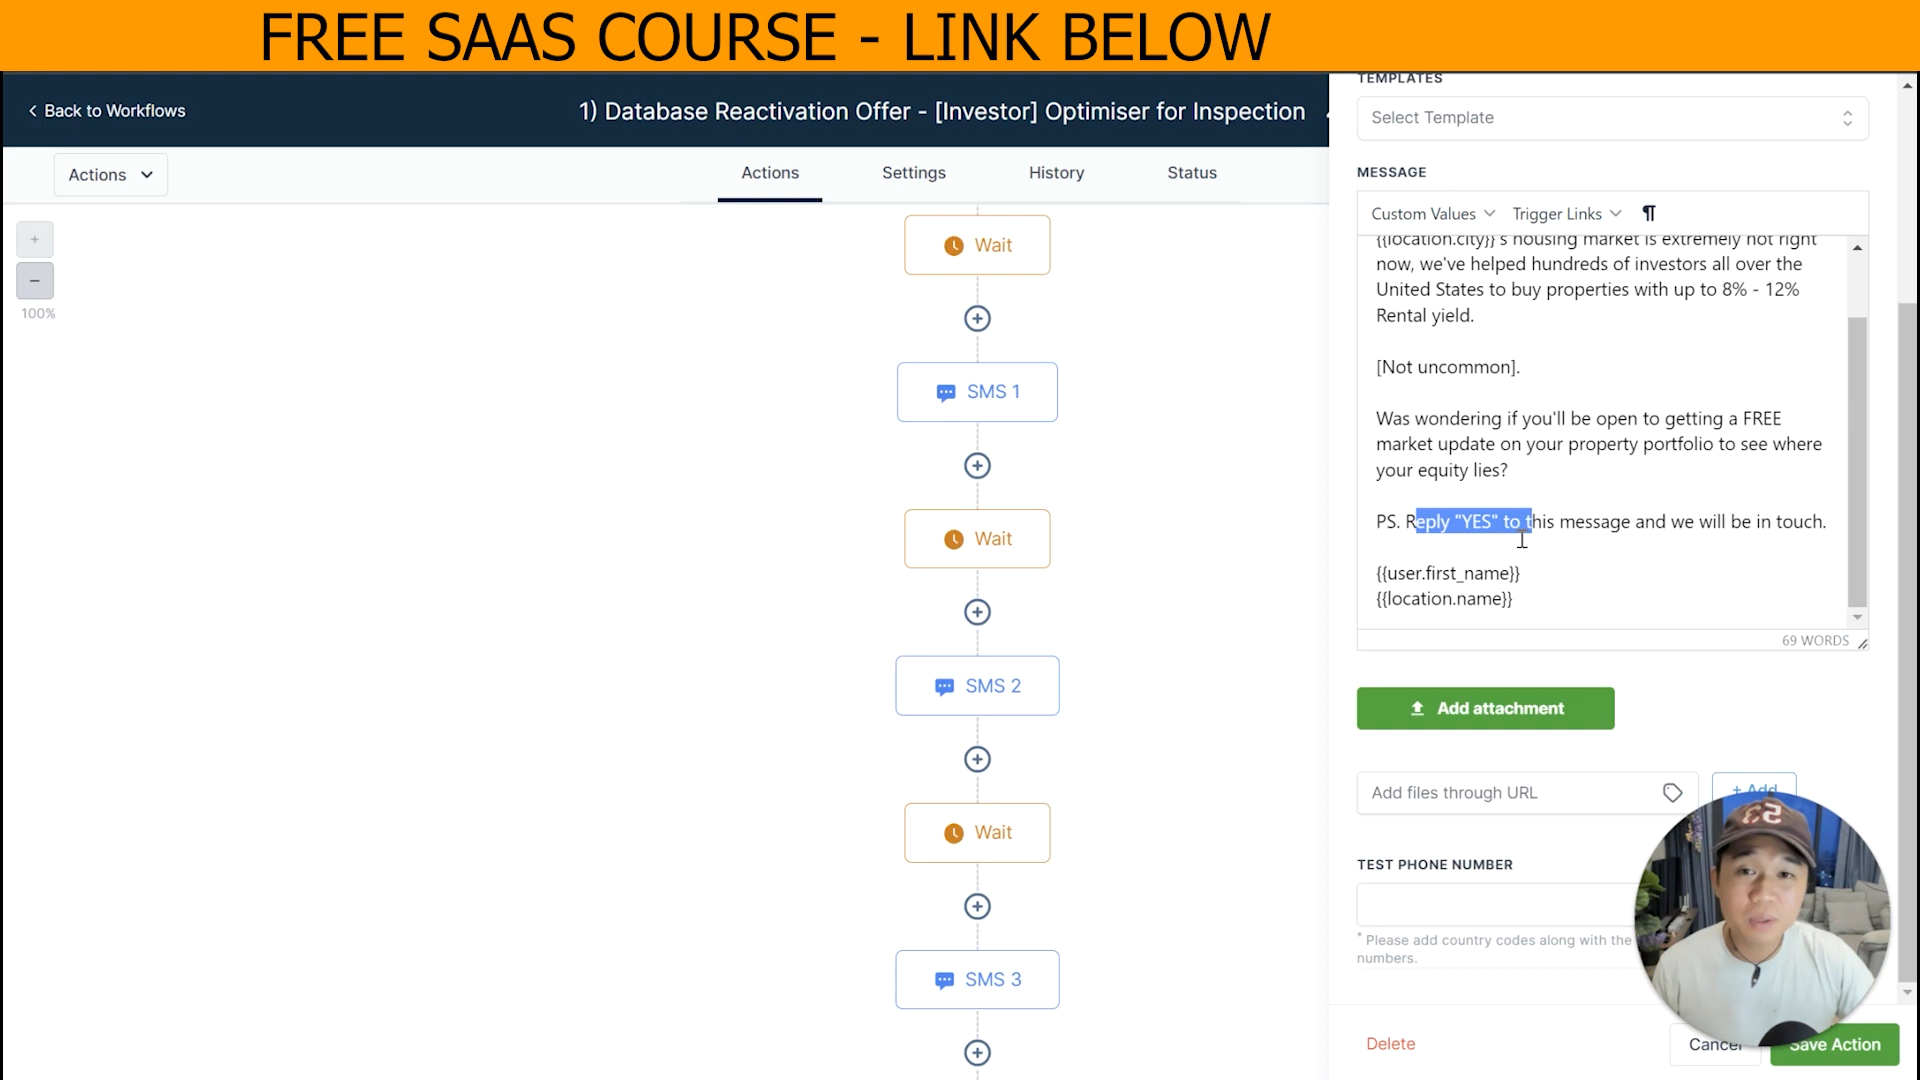 FREE SAAS COURSE - LINK BELOW
Back to Workflows
1) Database Reactivation Offer - [Investor] Optimiser for Inspection
Actions
Actions
Settings
History
Status
100%
Wait
SMS 1
Wait
SMS 2
Wait
SMS 3
TEMPLATES
Select Template
MESSAGE
Custom Values
Trigger Links
{{location.city}}'s housing market is extremely hot right
now, we've helped hundreds of investors all over the
United States to buy properties with up to 8% - 12%
Rental yield.
[Not uncommon].
Was wondering if you'll be open to getting a FREE
market update on your property portfolio to see where
your equity lies?
PS. Reply "YES" to this message and we will be in touch.
{{user.first_name}}
{{location.name}}
69 WORDS
Add attachment
Add files through URL
+ Add
TEST PHONE NUMBER
* Please add country codes along with the
numbers.
Delete
Cancel
Save Action